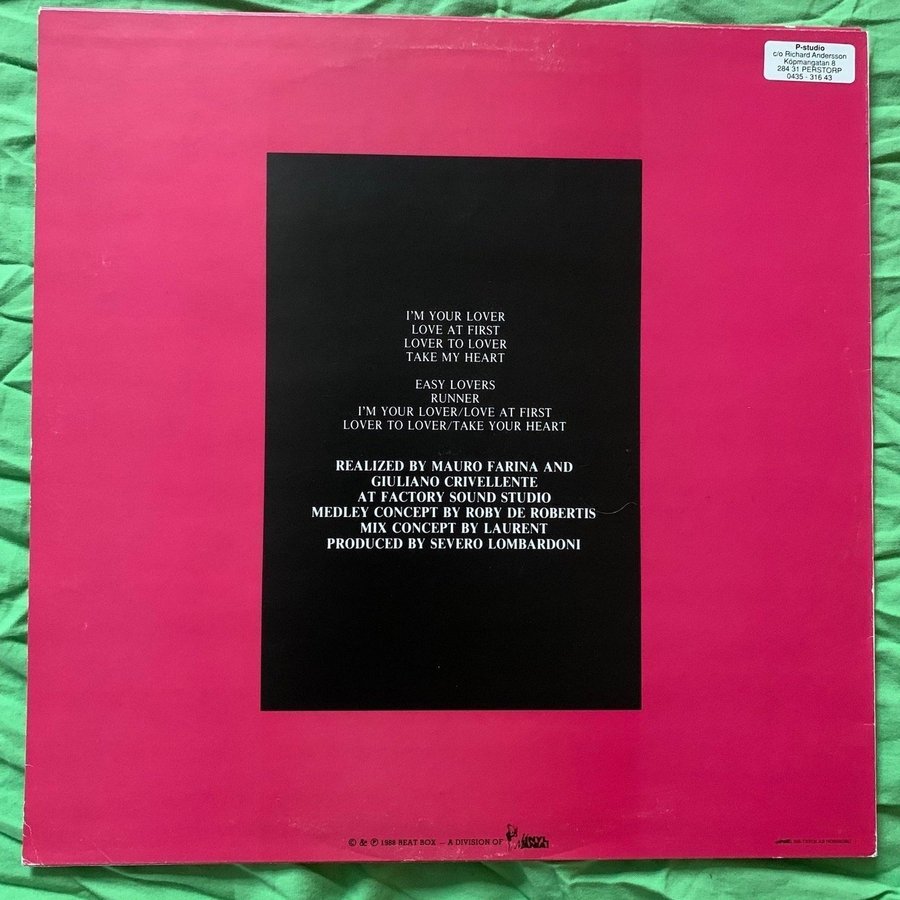 P-studio
c/o Richard Andersson
Köpmangatan 8
284 31 PERSTORP
0435 - 316 43
I'M YOUR LOVER
LOVE AT FIRST
LOVER TO LOVER
TAKE MY HEART
EASY LOVERS
RUNNER
I'M YOUR LOVER/LOVE AT FIRST
LOVER TO LOVER/TAKE YOUR HEART
REALIZED BY MAURO FARINA AND
GIULIANO CRIVELLENTE
AT FACTORY SOUND STUDIO
MEDLEY CONCEPT BY ROBY DE ROBERTIS
MIX CONCEPT BY LAURENT
PRODUCED BY SEVERO LOMBARDONI
© & ℗ 1988 BEAT BOX — A DIVISION OF